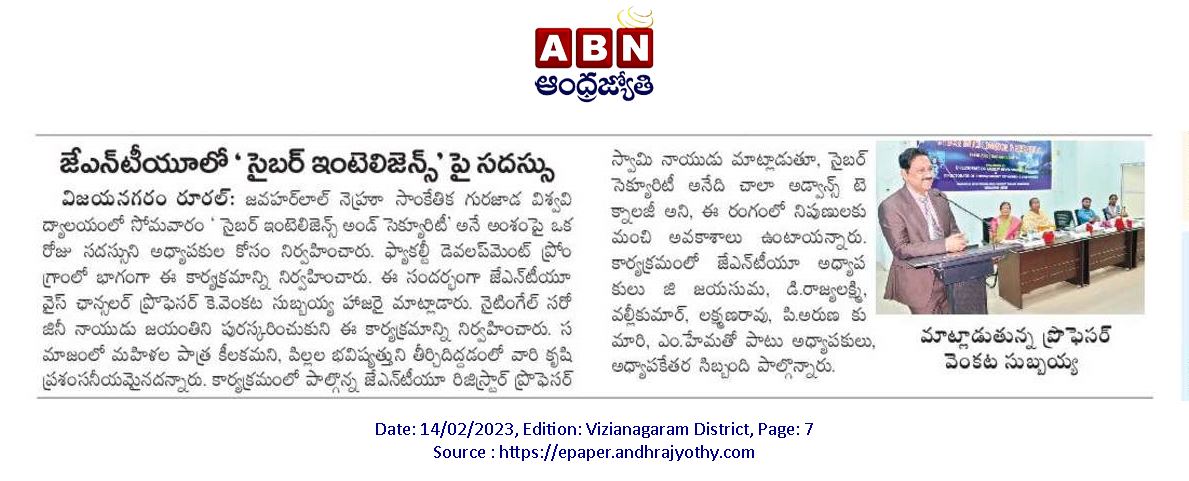 ABN
ఆంధ్రజ్యోతి
జేఎన్‌టీయూలో ‘ సైబర్ ఇంటెలిజెన్స్’ పై సదస్సు
విజయనగరం రూరల్: జవహర్‌లాల్ నెహ్రూ సాంకేతిక గురజాడ విశ్వవి
ద్యాలయంలో సోమవారం ‘ సైబర్ ఇంటెలిజెన్స్ అండ్ సెక్యూరిటీ’ అనే అంశంపై ఒక
రోజు సదస్సుని అధ్యాపకుల కోసం నిర్వహించారు. ఫ్యాకల్టీ డెవలప్‌మెంట్ ప్రోం
గ్రాంలో భాగంగా ఈ కార్యక్రమాన్ని నిర్వహించారు. ఈ సందర్భంగా జేఎన్‌టీయూ
వైస్ ఛాన్సలర్ ప్రొఫెసర్ కె.వెంకట సుబ్బయ్య హాజరై మాట్లాడారు. నైటింగేల్ సరో
జినీ నాయుడు జయంతిని పురస్కరించుకుని ఈ కార్యక్రమాన్ని నిర్వహించారు. స
మాజంలో మహిళల పాత్ర కీలకమని, పిల్లల భవిష్యత్తుని తీర్చిదిద్దడంలో వారి కృషి
ప్రశంసనీయమైనదన్నారు. కార్యక్రమంలో పాల్గొన్న జేఎన్‌టీయూ రిజిస్ట్రార్ ప్రొఫెసర్
స్వామి నాయుడు మాట్లాడుతూ, సైబర్
సెక్యూరిటీ అనేది చాలా అడ్వాన్స్ టె
క్నాలజీ అని, ఈ రంగంలో నిపుణులకు
మంచి అవకాశాలు ఉంటాయన్నారు.
కార్యక్రమంలో జేఎన్‌టీయూ అధ్యాప
కులు జి జయసుమ, డి.రాజ్యలక్ష్మి,
వల్లీకుమార్, లక్ష్మణరావు, పి.అరుణ కు
మారి, ఎం.హేమతో పాటు అధ్యాపకులు,
అధ్యాపకేతర సిబ్బంది పాల్గొన్నారు.
మాట్లాడుతున్న ప్రొఫెసర్
వెంకట సుబ్బయ్య
Date: 14/02/2023, Edition: Vizianagaram District, Page: 7
Source : https://epaper.andhrajyothy.com